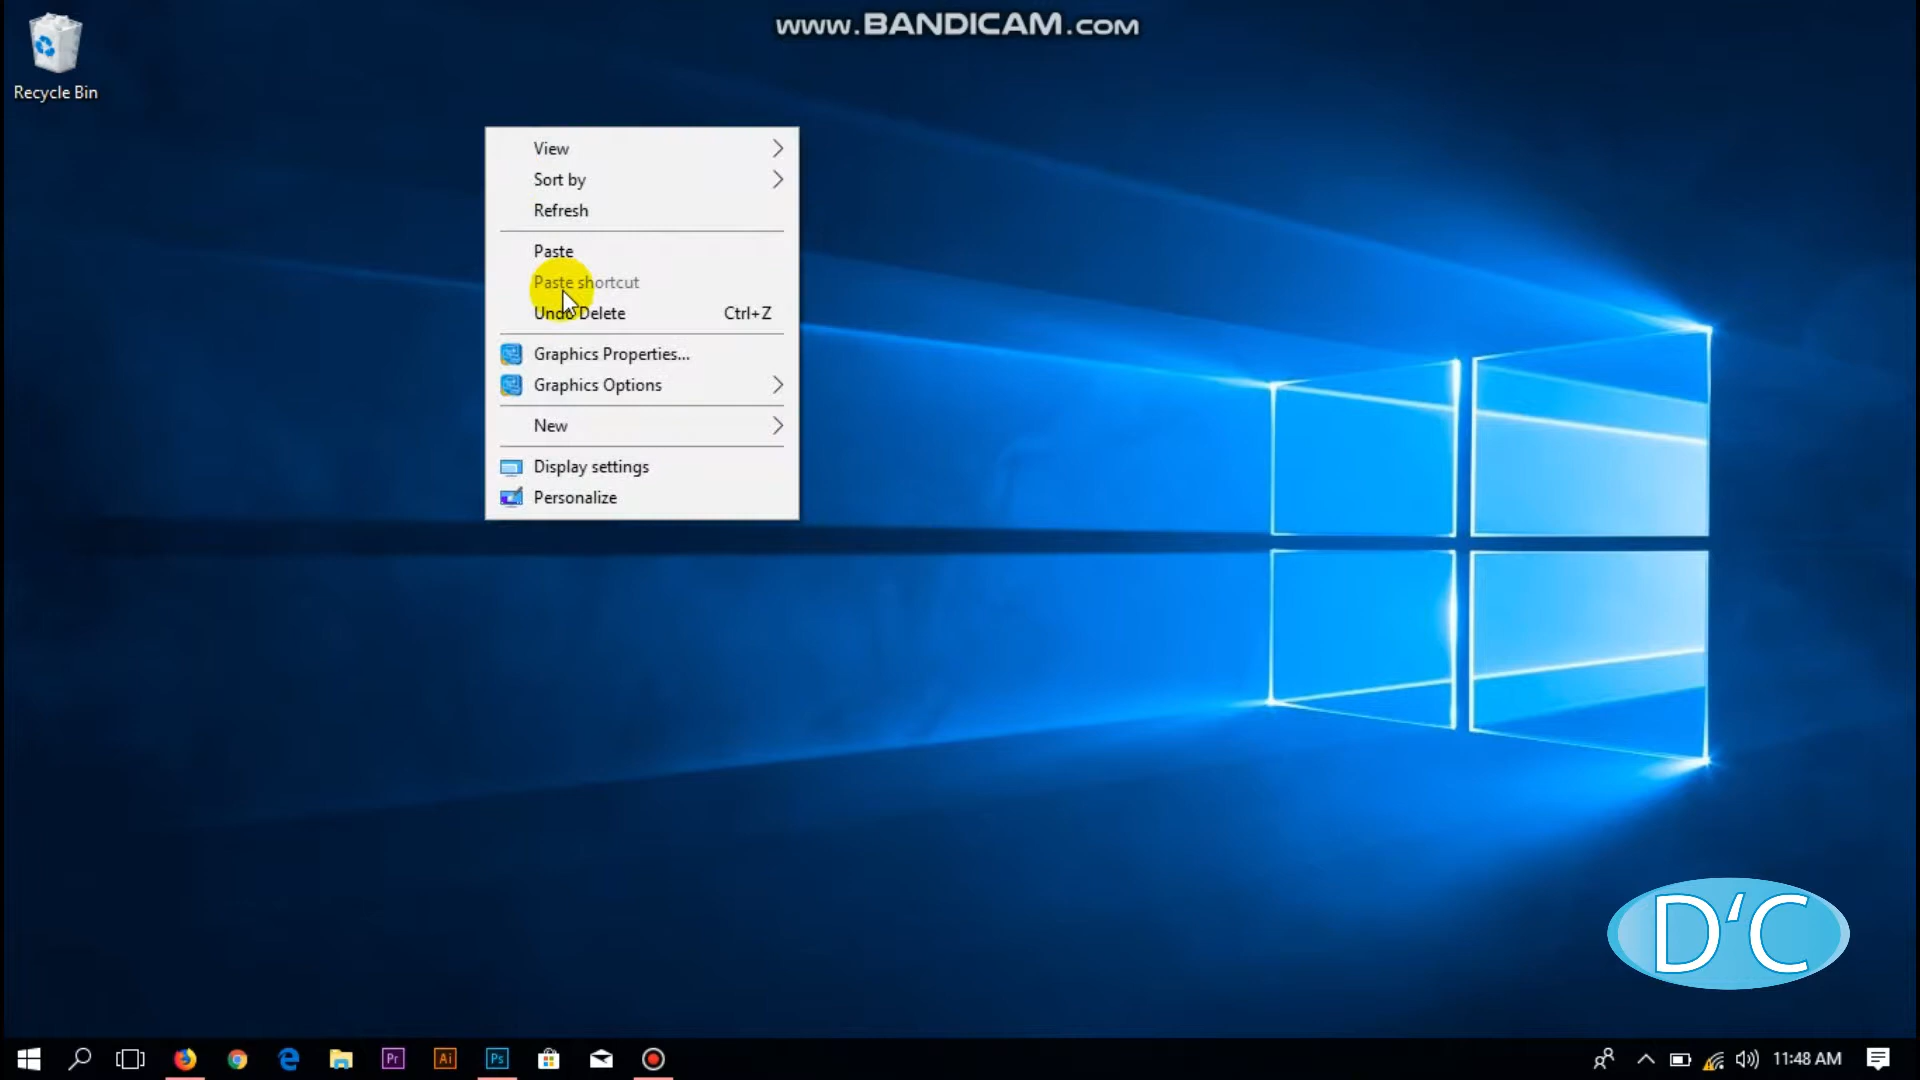 www.BANDICAM.com
Recycle Bin
View
Sort by
Refresh
Paste
Paste shortcut
Undo Delete Ctrl+Z
Graphics Properties...
Graphics Options
New
Display settings
Personalize
D'C
Pr Ai Ps 11:48 AM